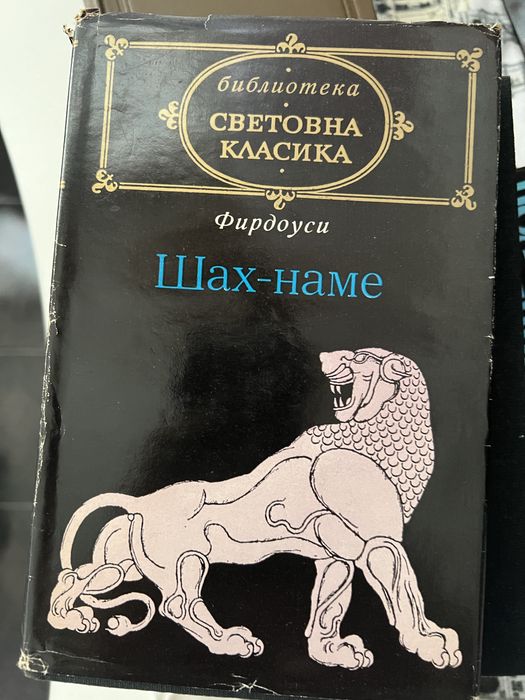 библиотека
СВЕТОВНА
КЛАСИКА
Фирдоуси
Шах-наме